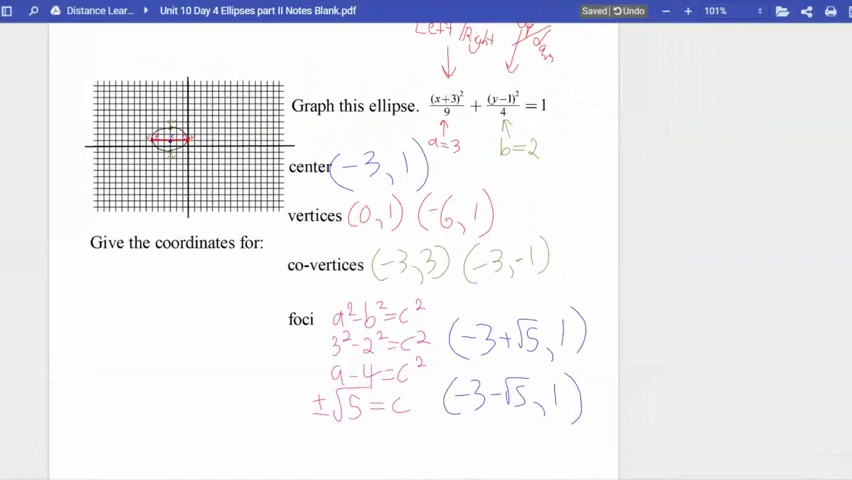 Distance Lear... > Unit 10 Day 4 Ellipses part II Notes Blank.pdf Saved Undo 101%
Left/Right
Graph this ellipse. (x+3)²/9 + (y−1)²/4 = 1
a=3 b=2
center (-3, 1)
vertices (0, 1) (-6, 1)
Give the coordinates for:
co-vertices (-3, 3) (-3, -1)
foci a²-b²=c²
3²-2²=c² (-3+√5, 1)
9-4=c²
±√5=c (-3-√5, 1)